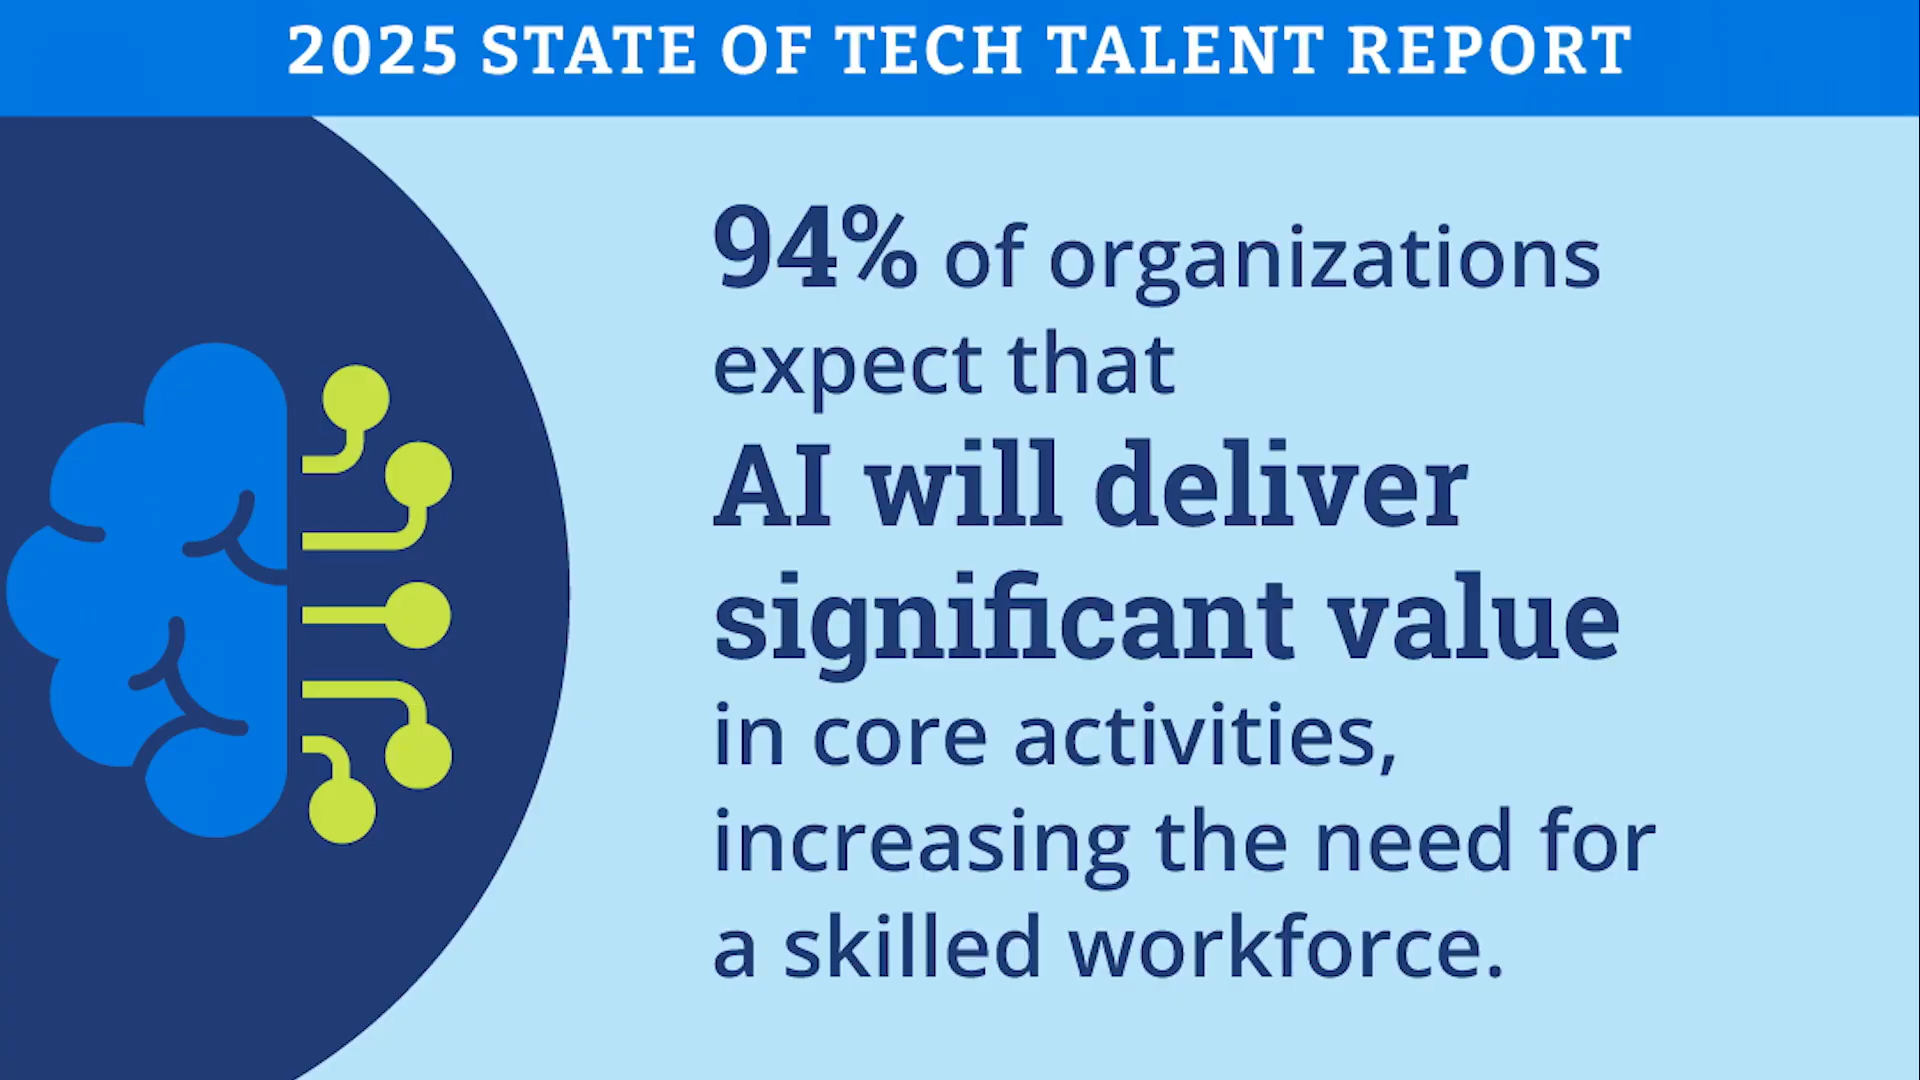 2025 STATE OF TECH TALENT REPORT
94% of organizations
expect that
AI will deliver
significant value
in core activities,
increasing the need for
a skilled workforce.